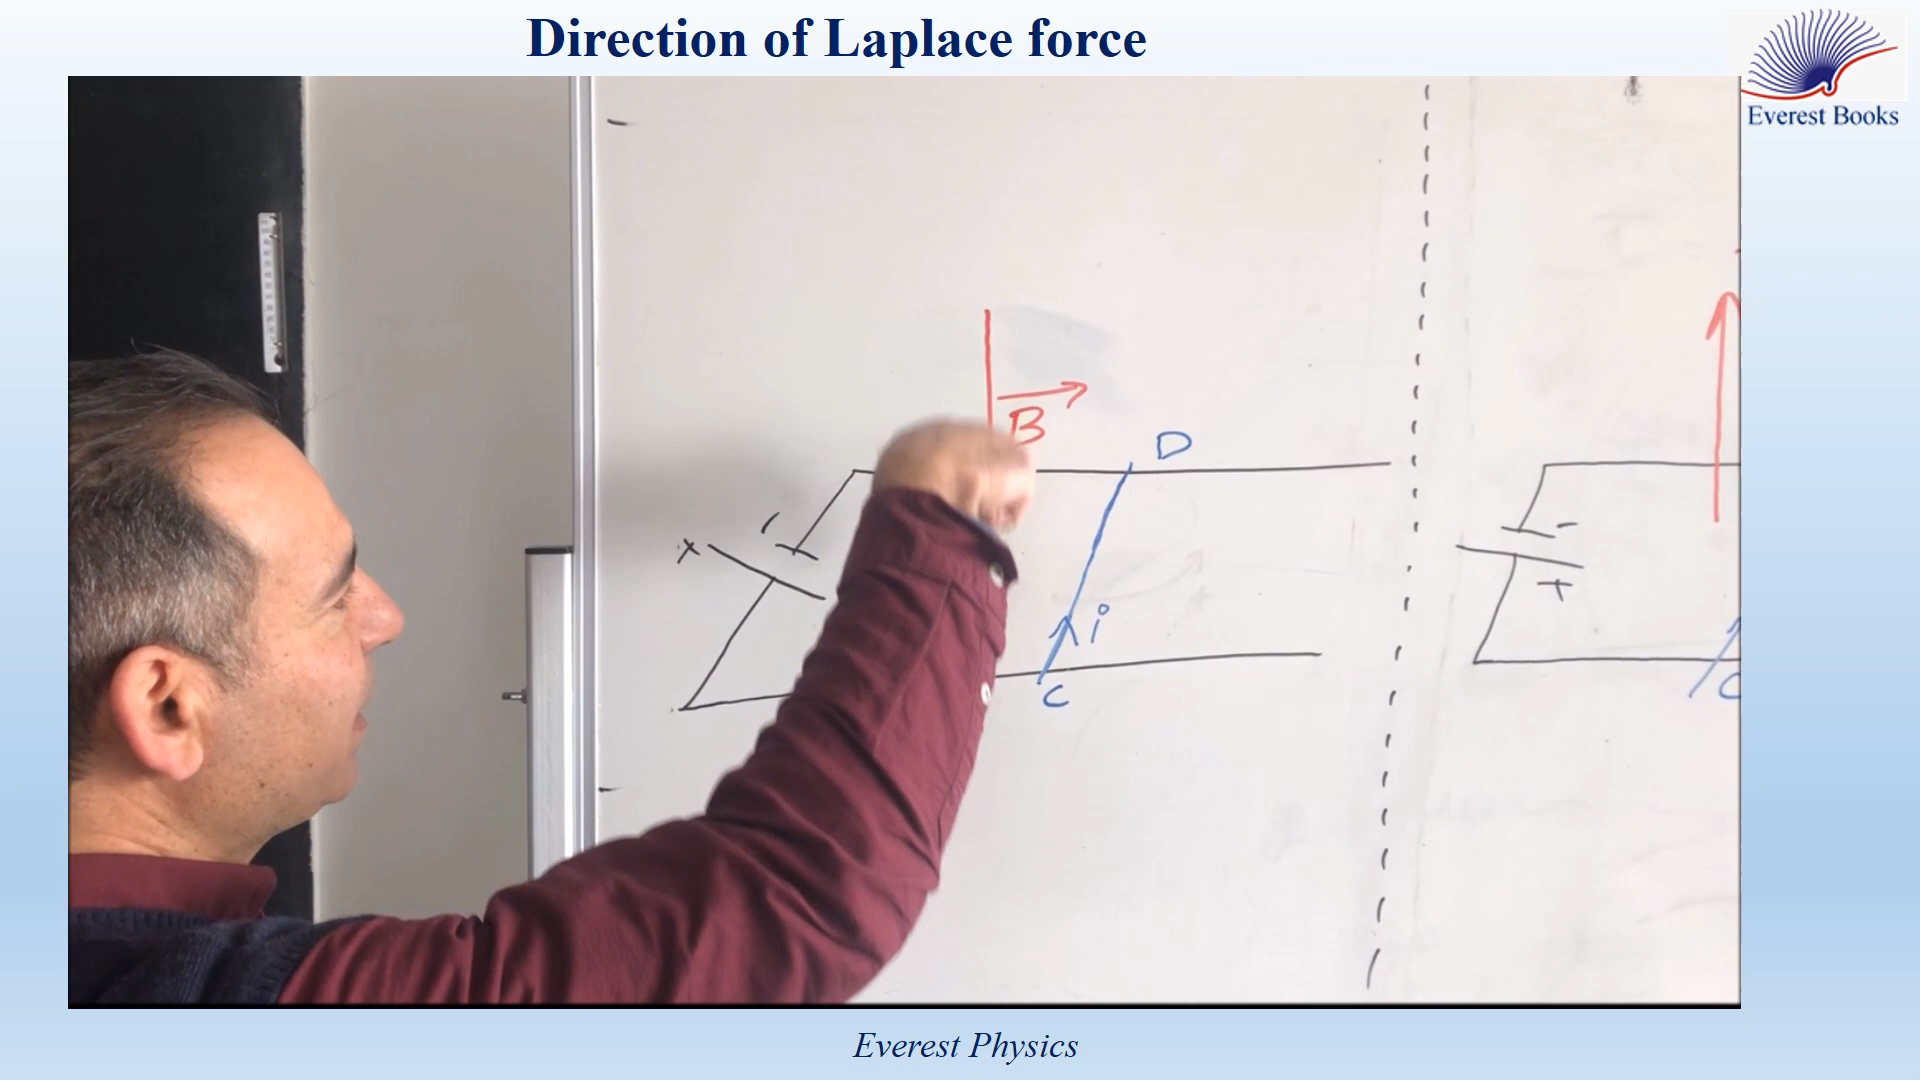 Direction of Laplace force
Everest Books
B
D
-
+
i
C
-
+
C
Everest Physics